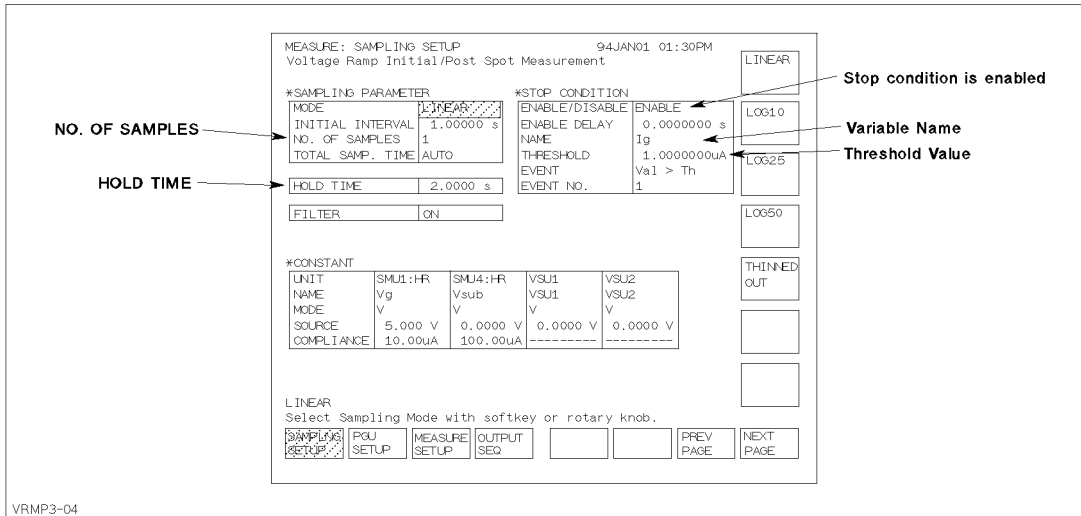 MEASURE: SAMPLING SETUP 94JAN01 01:30PM
Voltage Ramp Initial/Post Spot Measurement
*SAMPLING PARAMETER
MODE LINEAR
INITIAL INTERVAL 1.00000 s
NO. OF SAMPLES 1
TOTAL SAMP. TIME AUTO
HOLD TIME 2.0000 s
FILTER ON
*STOP CONDITION
ENABLE/DISABLE ENABLE
ENABLE DELAY 0.0000000 s
NAME Ig
THRESHOLD 1.0000000uA
EVENT Val > Th
EVENT NO. 1
NO. OF SAMPLES
HOLD TIME
Stop condition is enabled
Variable Name
Threshold Value
LINEAR
LOG10
LOG25
LOG50
THINNED
OUT
*CONSTANT
UNIT SMU1:HR SMU4:HR VSU1 VSU2
NAME Vg Vsub VSU1 VSU2
MODE V V V V
SOURCE 5.000 V 0.0000 V 0.0000 V 0.0000 V
COMPLIANCE 10.00uA 100.00uA --------- ---------
LINEAR
Select Sampling Mode with softkey or rotary knob.
SAMPLNG
SETUP
PGU
SETUP
MEASURE
SETUP
OUTPUT
SEQ
PREV
PAGE
NEXT
PAGE
VRMP3-04